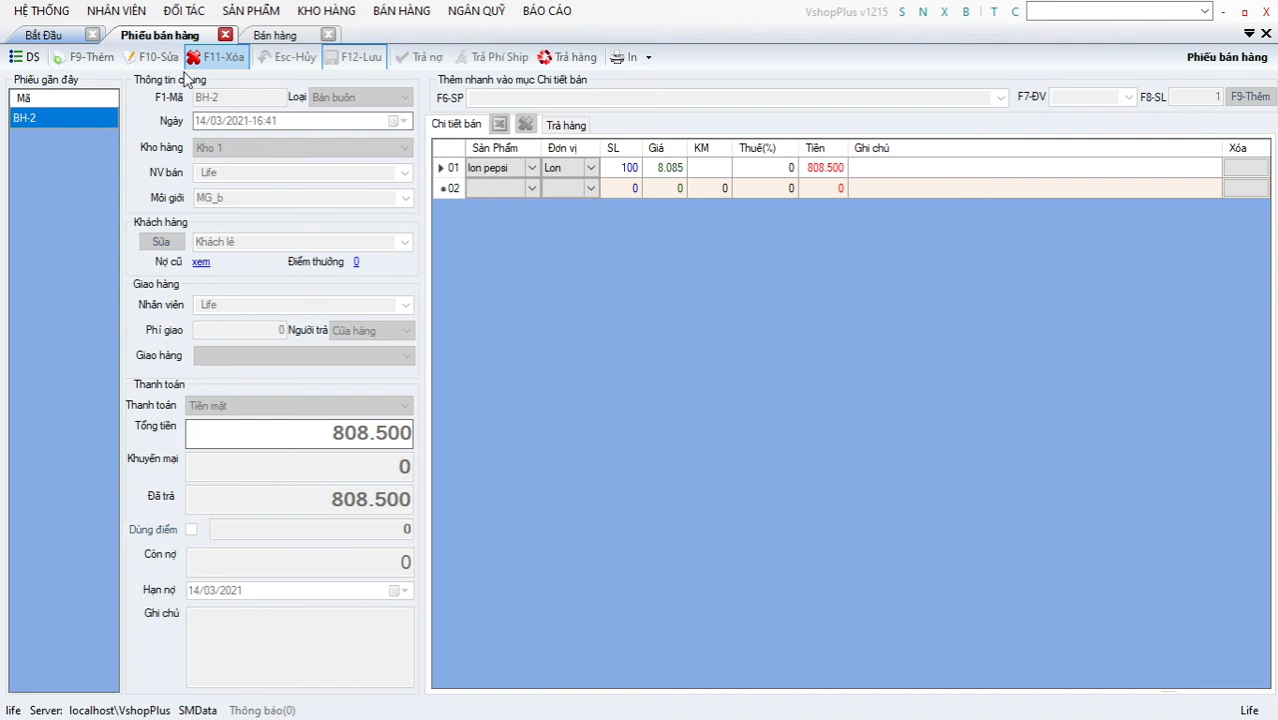 HỆ THỐNG NHÂN VIÊN ĐỐI TÁC SẢN PHẨM KHO HÀNG BÁN HÀNG NGÂN QUỸ BÁO CÁO VshopPlus v1215 S N X B T C
Bắt Đầu Phiếu bán hàng Bán hàng
DS F9-Thêm F10-Sửa F11-Xóa Esc-Hủy F12-Lưu Trả nợ Trả Phí Ship Trả hàng In Phiếu bán hàng
Phiếu gần đây
Mã
BH-2
Thông tin chung
F1-Mã BH-2 Loại Bán buôn
Ngày 14/03/2021-16:41
Kho hàng Kho 1
NV bán Life
Môi giới MG_b
Khách hàng
Sửa Khách lẻ
Nợ cũ xem Điểm thưởng 0
Giao hàng
Nhân viên Life
Phí giao 0 Người trả Cửa hàng
Giao hàng
Thanh toán
Thanh toán Tiền mặt
Tổng tiền 808.500
Khuyến mại 0
Đã trả 808.500
Dùng điểm 0
Còn nợ 0
Hạn nợ 14/03/2021
Ghi chú
Thêm nhanh vào mục Chi tiết bán
F6-SP F7-ĐV F8-SL 1 F9-Thêm
Chi tiết bán Trả hàng
Sản Phẩm Đơn vị SL Giá KM Thuế(%) Tiền Ghi chú Xóa
01 lon pepsi Lon 100 8.085 0 808.500
02 0 0 0 0 0
life Server: localhost\VshopPlus SMData Thông báo(0) Life